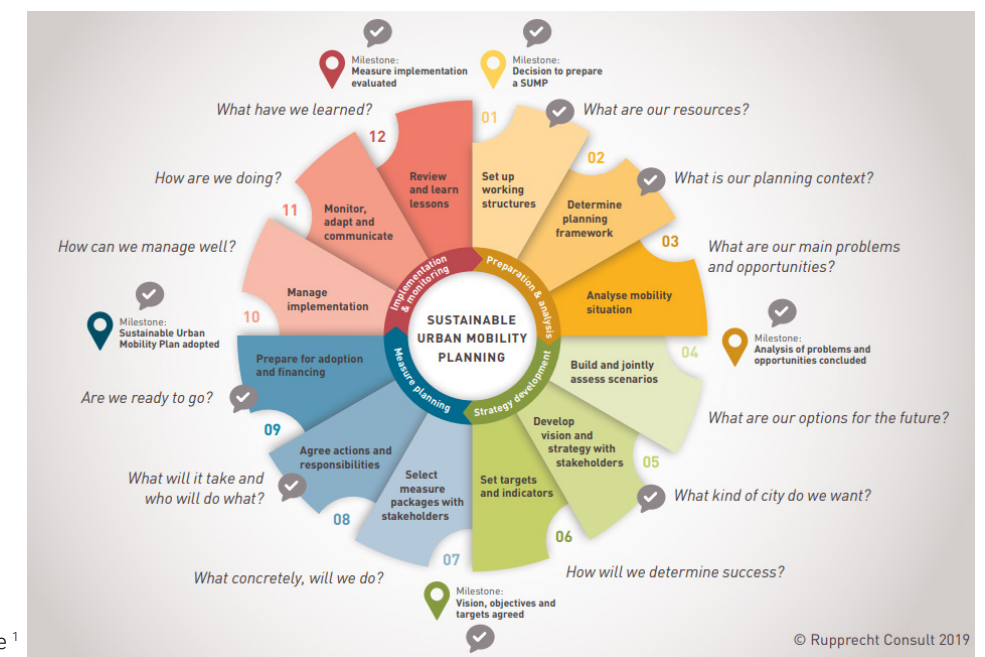 Milestone:
Measure implementation
evaluated
Milestone:
Decision to prepare
a SUMP
What have we learned?
What are our resources?
01
12
Set up
working
structures
Review
and learn
lessons
02
What is our planning context?
How are we doing?
Determine
planning
framework
11
Monitor,
adapt and
communicate
03
What are our main problems
and opportunities?
How can we manage well?
Analyse mobility
situation
Manage
implementation
10
Milestone:
Sustainable Urban
Mobility Plan adopted
Implementation
& monitoring
Preparation & analysis
SUSTAINABLE
URBAN MOBILITY
PLANNING
Measure planning
Strategy development
Milestone:
Analysis of problems and
opportunities concluded
04
Build and jointly
assess scenarios
Prepare for adoption
and financing
Are we ready to go?
What are our options for the future?
09
Develop
vision and
strategy with
stakeholders
05
Agree actions and
responsibilities
What will it take and
who will do what?
What kind of city do we want?
Set targets
and indicators
Select
measure
packages with
stakeholders
08
06
07
What concretely, will we do?
How will we determine success?
Milestone:
Vision, objectives and
targets agreed
e 1
© Rupprecht Consult 2019